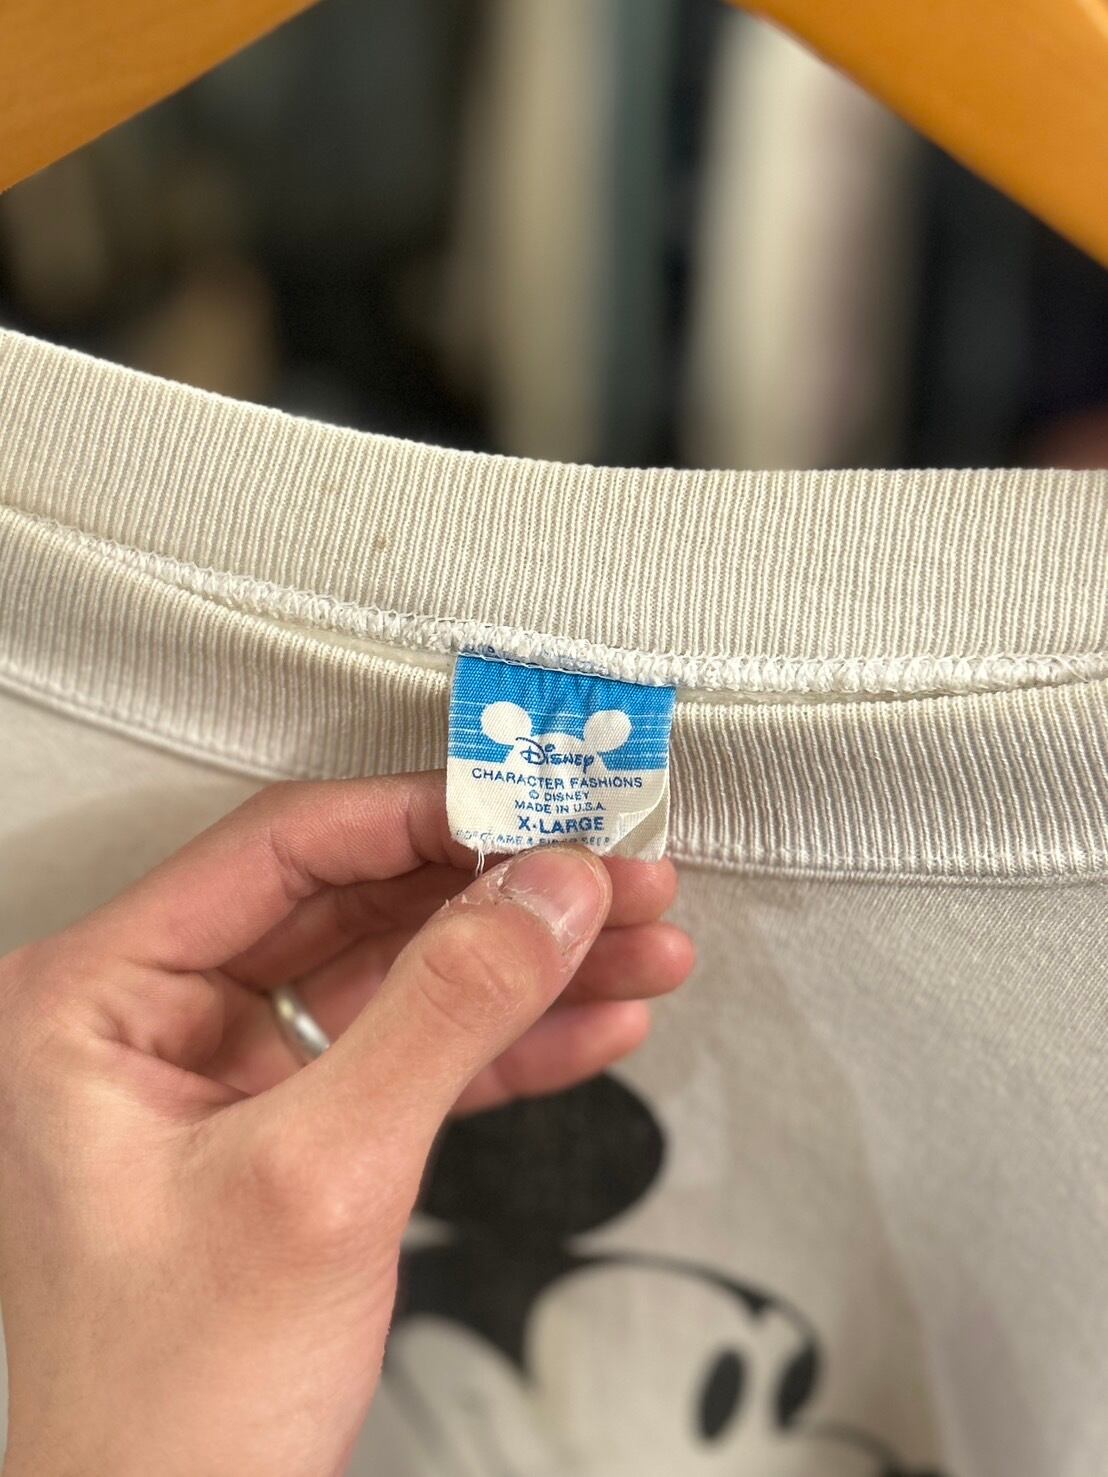 Disney
CHARACTER FASHIONS
© DISNEY
MADE IN U.S.A.
X-LARGE